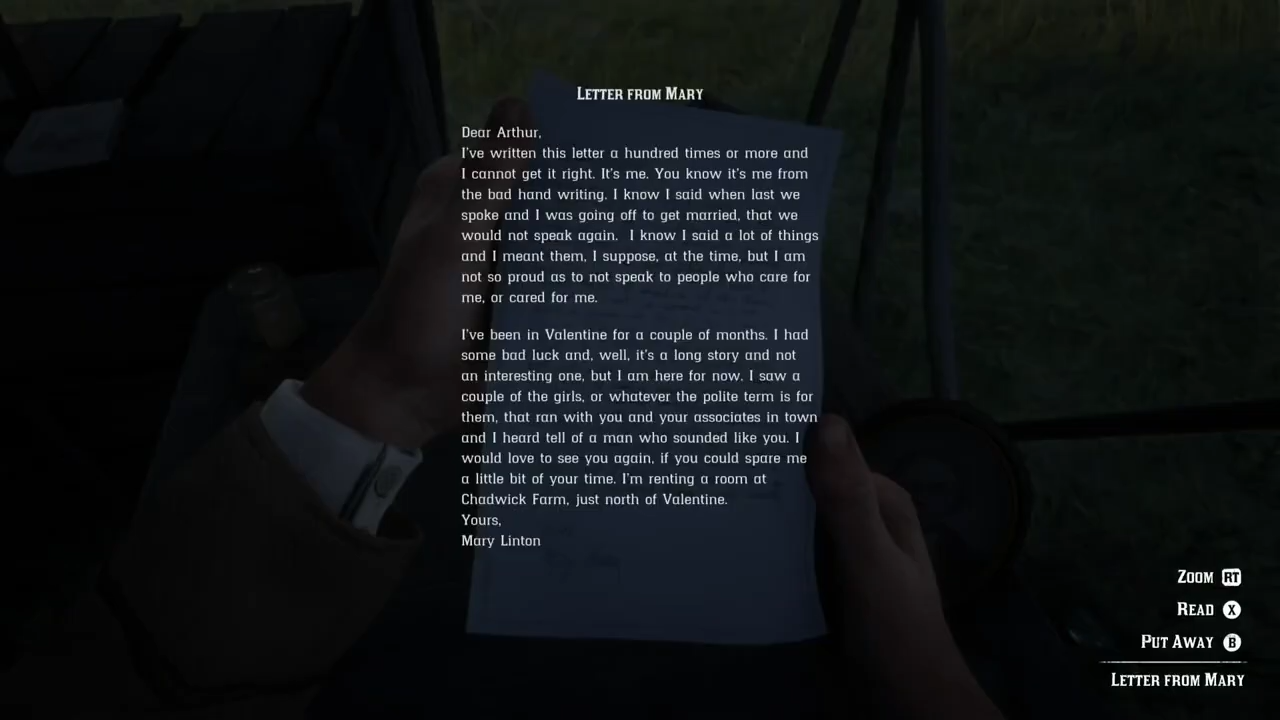 Letter from Mary
Dear Arthur,
I've written this letter a hundred times or more and
I cannot get it right. It's me. You know it's me from
the bad hand writing. I know I said when last we
spoke and I was going off to get married, that we
would not speak again.  I know I said a lot of things
and I meant them, I suppose, at the time, but I am
not so proud as to not speak to people who care for
me, or cared for me.
I've been in Valentine for a couple of months. I had
some bad luck and, well, it's a long story and not
an interesting one, but I am here for now. I saw a
couple of the girls, or whatever the polite term is for
them, that ran with you and your associates in town
and I heard tell of a man who sounded like you. I
would love to see you again, if you could spare me
a little bit of your time. I'm renting a room at
Chadwick Farm, just north of Valentine.
Yours,
Mary Linton
Zoom RT
Read X
Put Away B
Letter from Mary